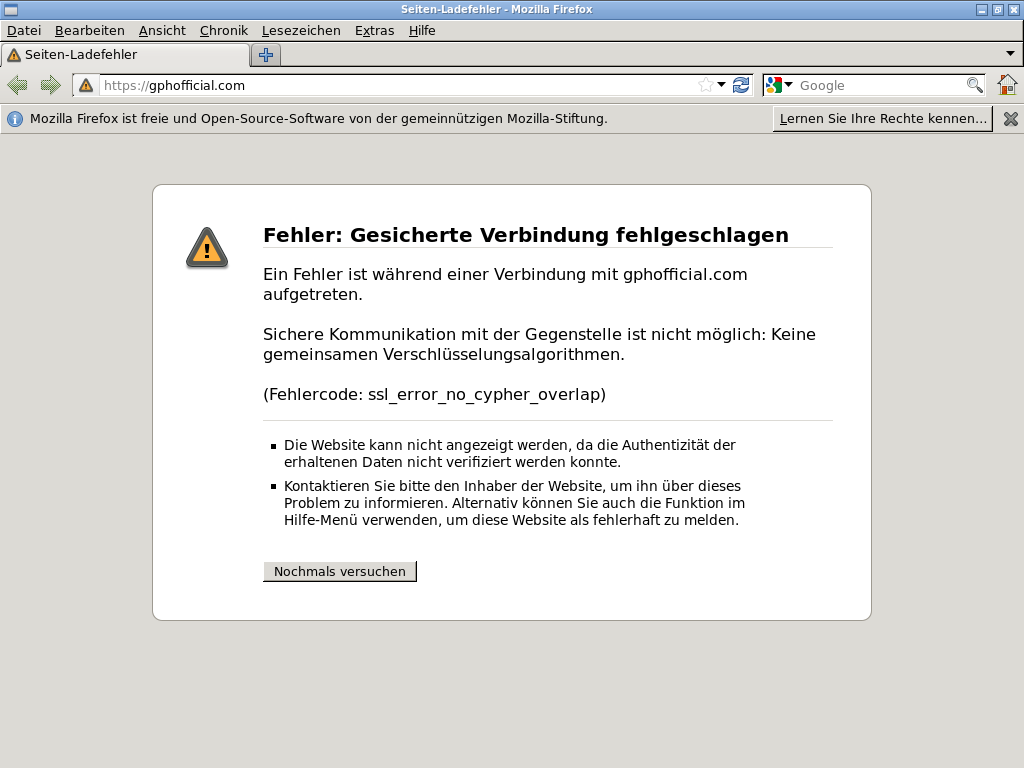 Seiten-Ladefehler - Mozilla Firefox
Datei Bearbeiten Ansicht Chronik Lesezeichen Extras Hilfe
Seiten-Ladefehler
https://gphofficial.com Google
Mozilla Firefox ist freie und Open-Source-Software von der gemeinnützigen Mozilla-Stiftung. Lernen Sie Ihre Rechte kennen...
Fehler: Gesicherte Verbindung fehlgeschlagen
Ein Fehler ist während einer Verbindung mit gphofficial.com
aufgetreten.
Sichere Kommunikation mit der Gegenstelle ist nicht möglich: Keine
gemeinsamen Verschlüsselungsalgorithmen.
(Fehlercode: ssl_error_no_cypher_overlap)
Die Website kann nicht angezeigt werden, da die Authentizität der
erhaltenen Daten nicht verifiziert werden konnte.
Kontaktieren Sie bitte den Inhaber der Website, um ihn über dieses
Problem zu informieren. Alternativ können Sie auch die Funktion im
Hilfe-Menü verwenden, um diese Website als fehlerhaft zu melden.
Nochmals versuchen